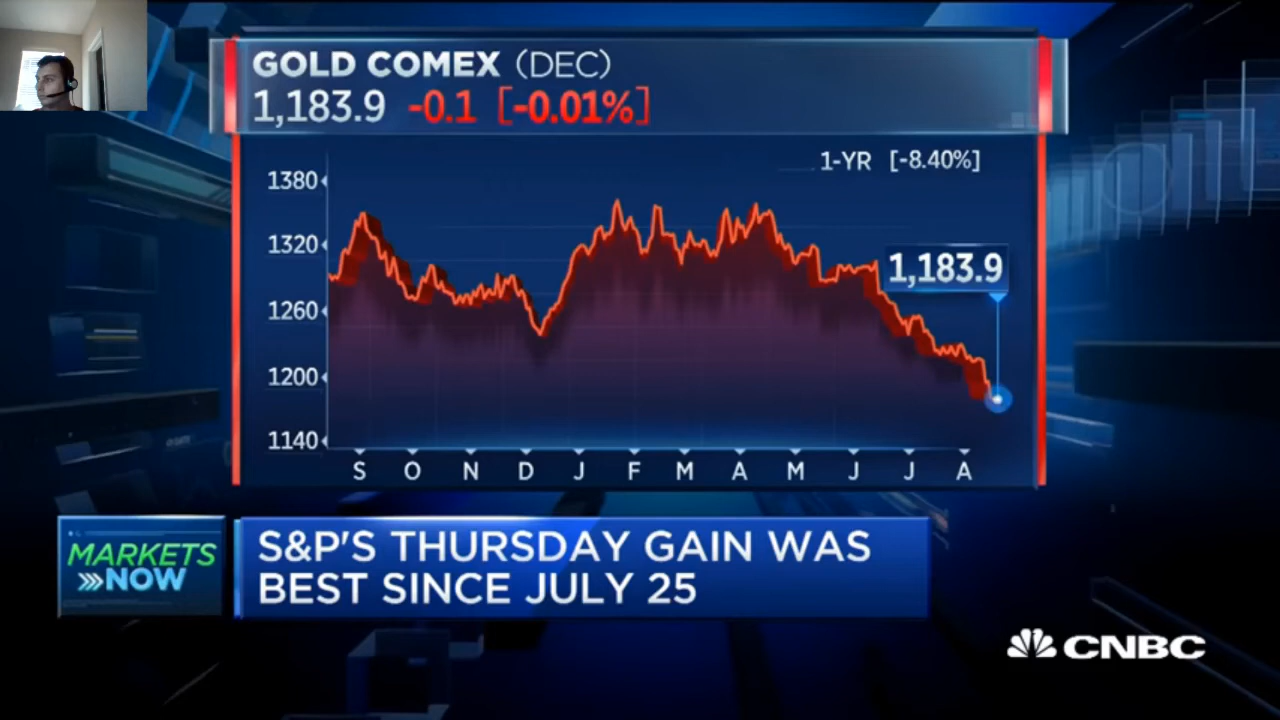 GOLD COMEX (DEC)
1,183.9 -0.1 [-0.01%]
1-YR [-8.40%]
1380
1320
1260
1200
1140
1,183.9
S O N D J F M A M J J A
MARKETS
NOW
S&P'S THURSDAY GAIN WAS
BEST SINCE JULY 25
CNBC